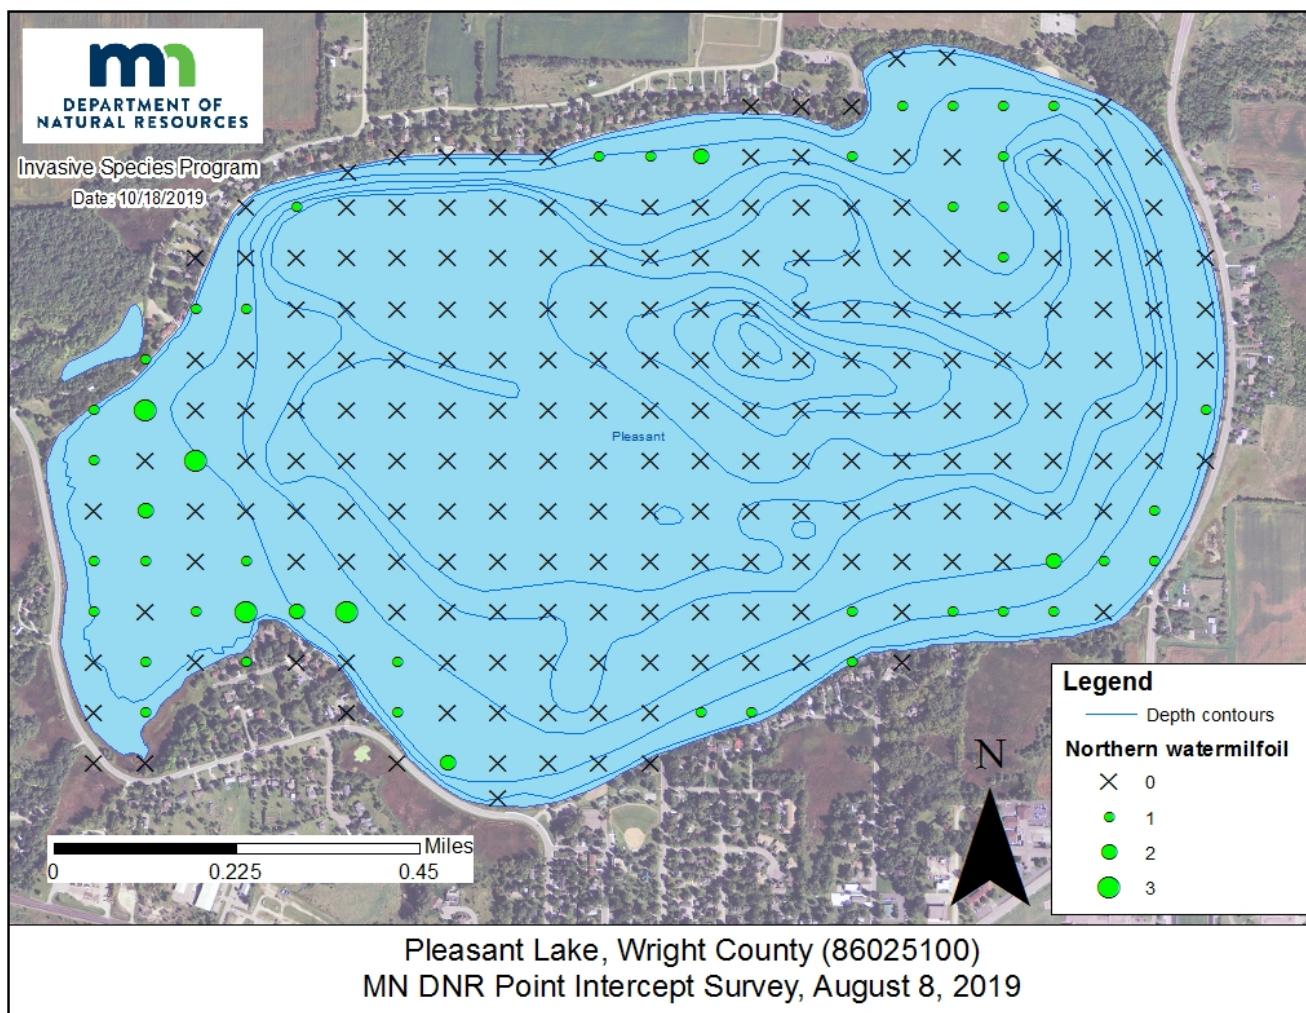 DEPARTMENT OF
NATURAL RESOURCES
Invasive Species Program
Date: 10/18/2019
Pleasant
Legend
Depth contours
Northern watermilfoil
0
1
2
3
N
Miles
0 0.225 0.45
Pleasant Lake, Wright County (86025100)
MN DNR Point Intercept Survey, August 8, 2019